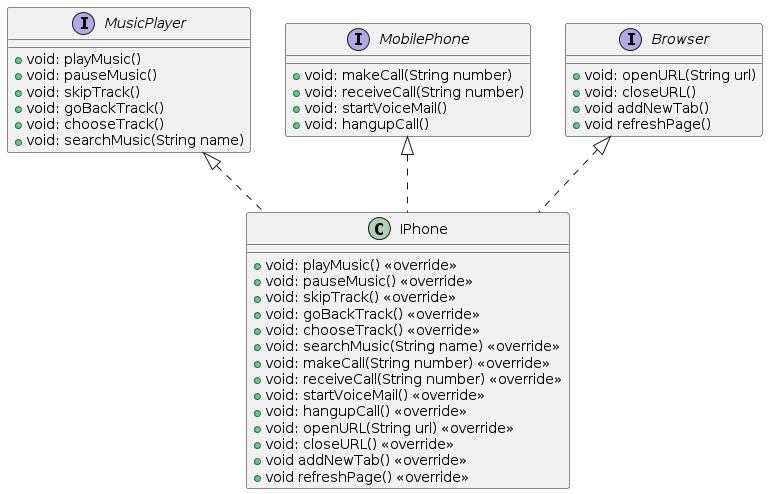 I MusicPlayer
void: playMusic()
void: pauseMusic()
void: skipTrack()
void: goBackTrack()
void: chooseTrack()
void: searchMusic(String name)
I MobilePhone
void: makeCall(String number)
void: receiveCall(String number)
void: startVoiceMail()
void: hangupCall()
I Browser
void: openURL(String url)
void: closeURL()
void addNewTab()
void refreshPage()
C IPhone
void: playMusic() «override»
void: pauseMusic() «override»
void: skipTrack() «override»
void: goBackTrack() «override»
void: chooseTrack() «override»
void: searchMusic(String name) «override»
void: makeCall(String number) «override»
void: receiveCall(String number) «override»
void: startVoiceMail() «override»
void: hangupCall() «override»
void: openURL(String url) «override»
void: closeURL() «override»
void addNewTab() «override»
void refreshPage() «override»